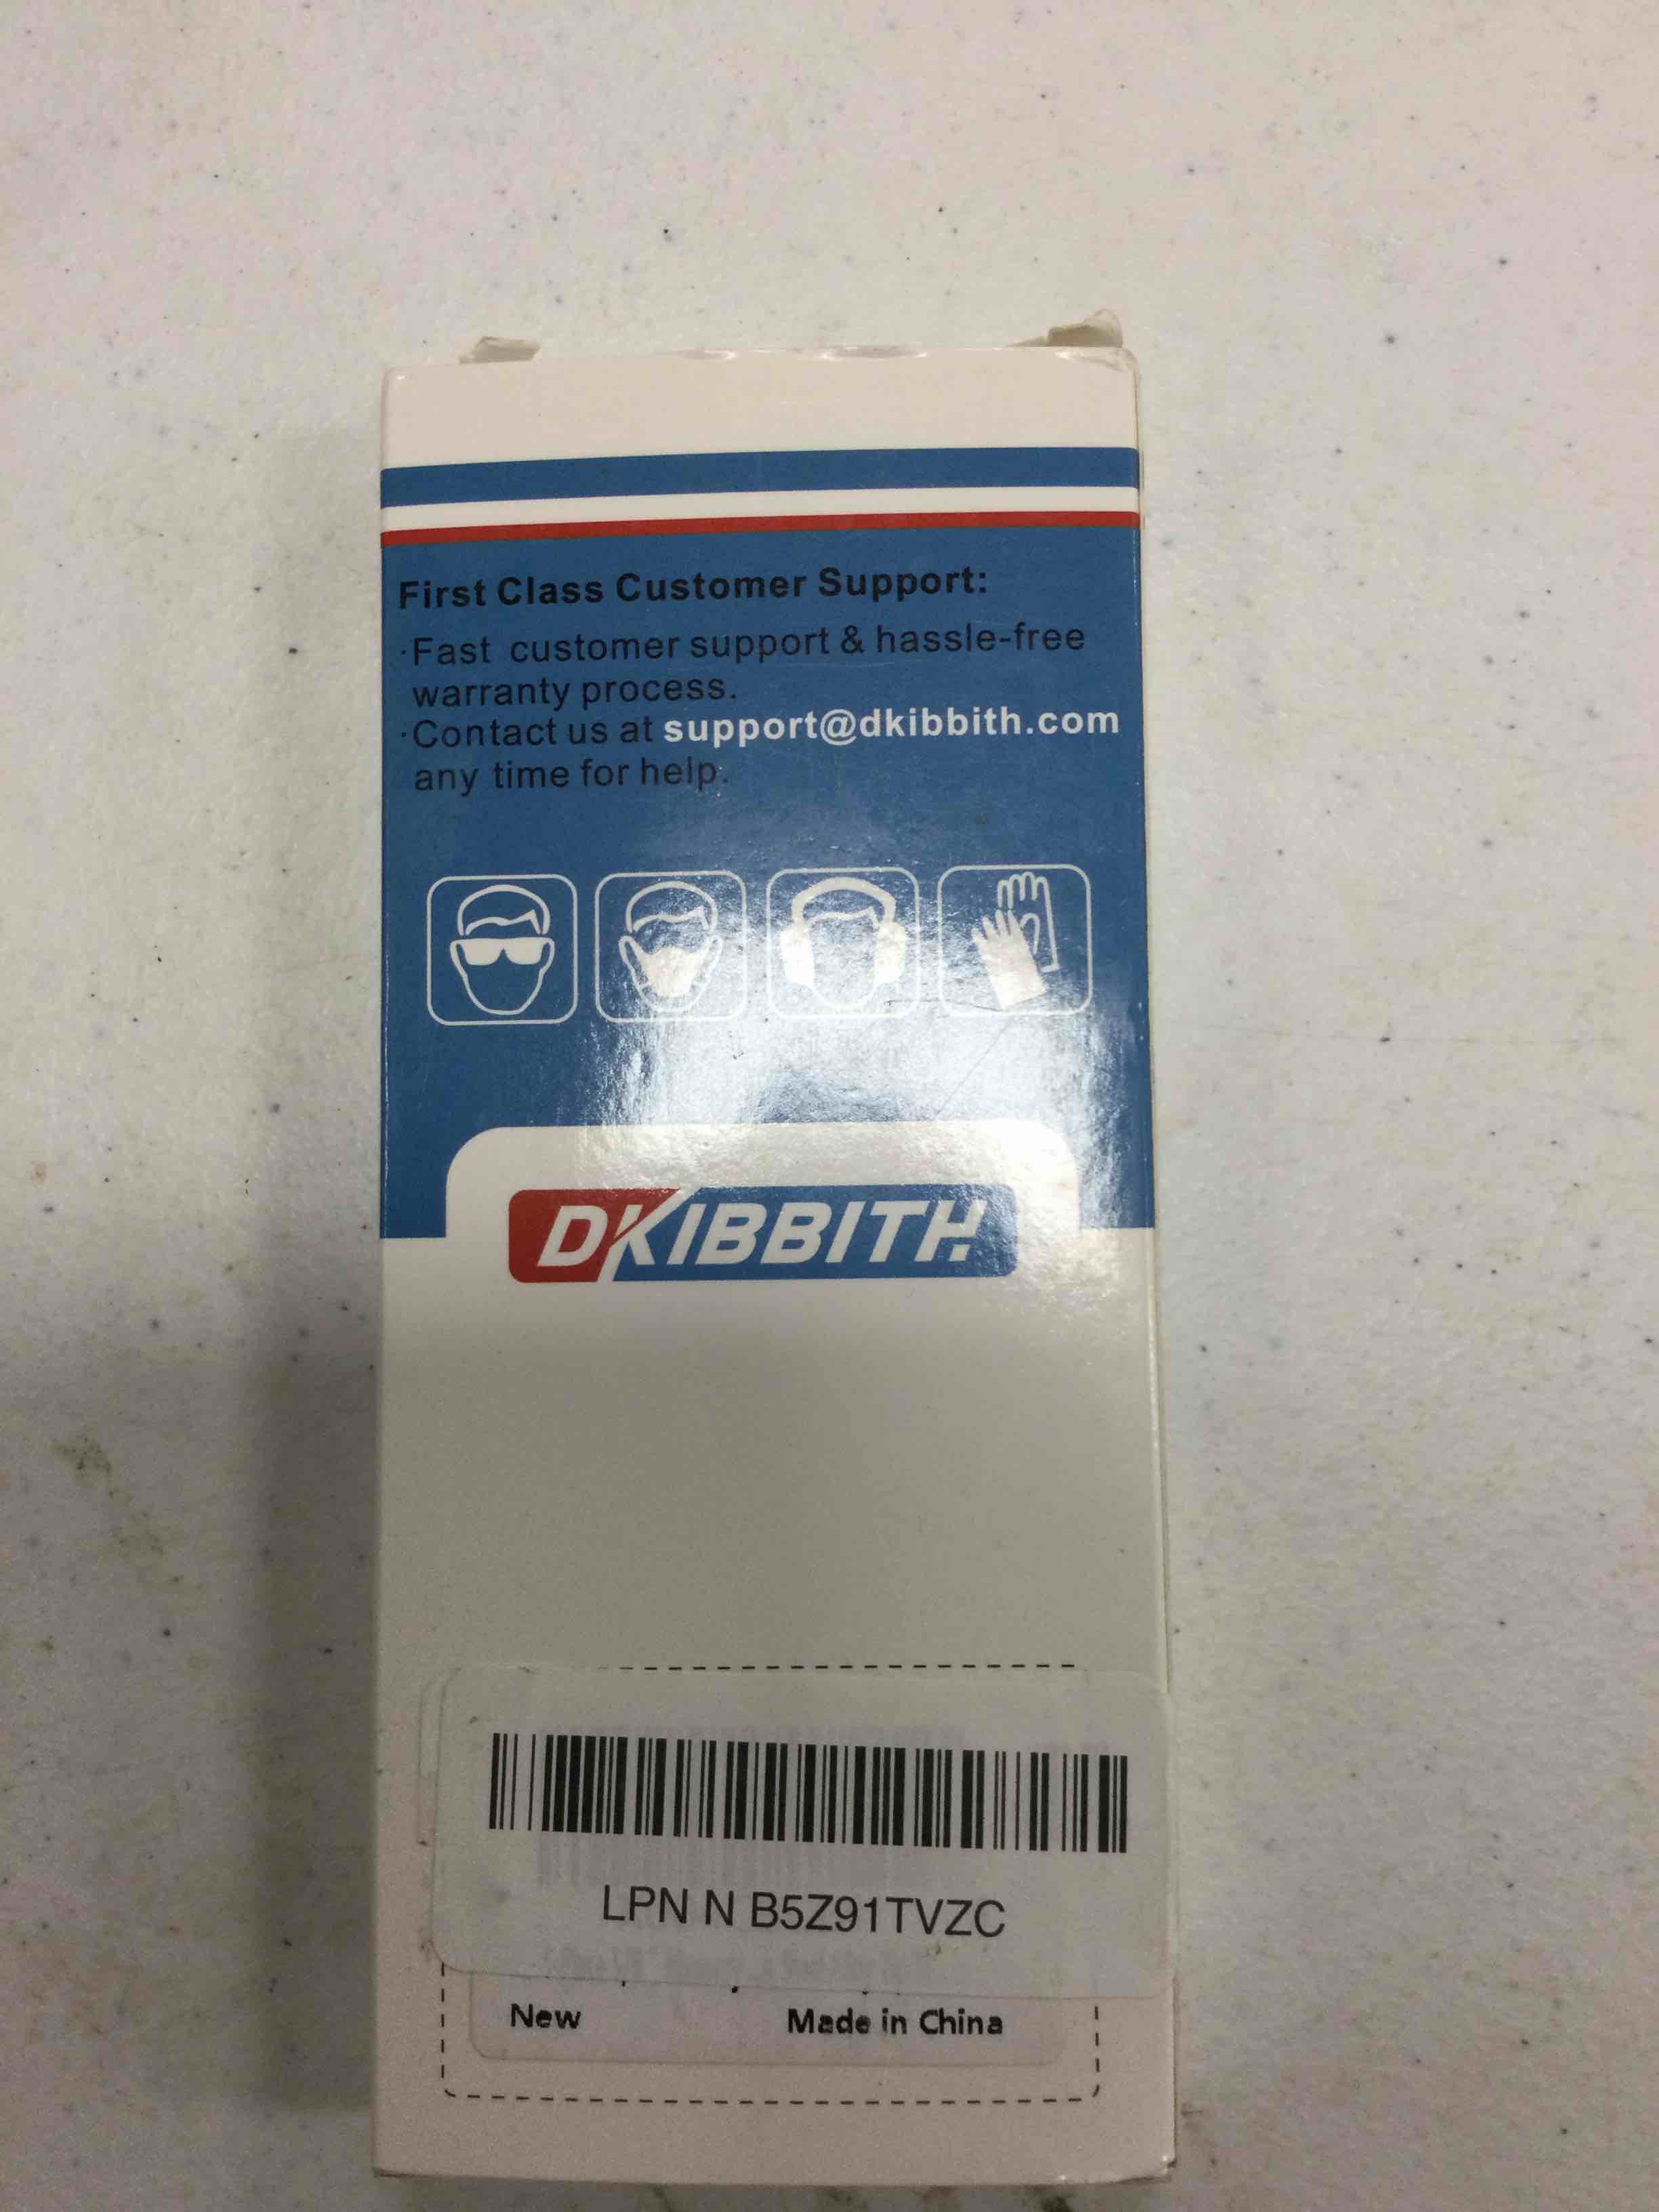 First Class Customer Support:
·Fast customer support & hassle-free
warranty process.
·Contact us at support@dkibbith.com
any time for help.
DKIBBITH
LPN N B5Z91TVZC
New Made in China